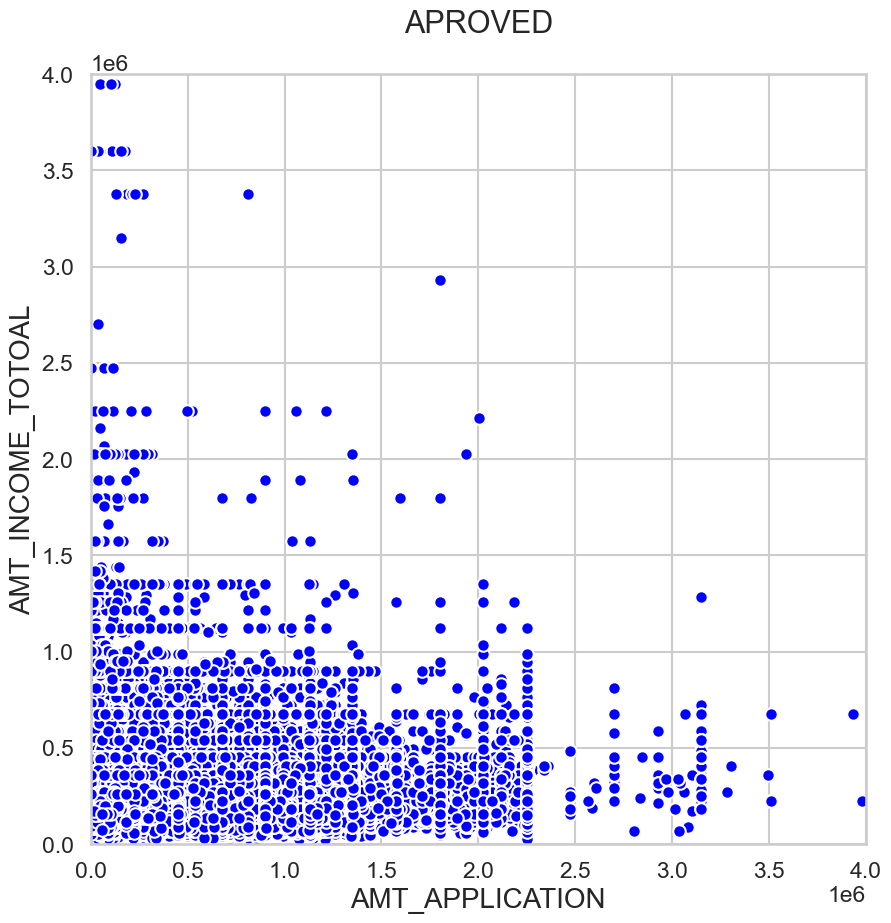 APROVED
1e6
4.0
3.5
3.0
2.5
2.0
1.5
1.0
0.5
0.0
AMT_INCOME_TOTOAL
0.0 0.5 1.0 1.5 2.0 2.5 3.0 3.5 4.0
AMT_APPLICATION
1e6